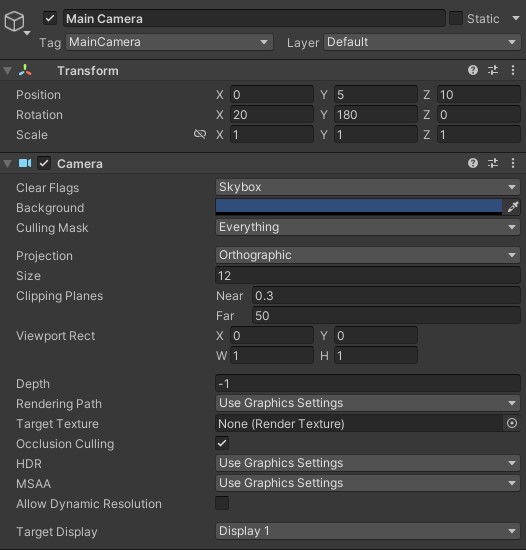 Main Camera Static
Tag MainCamera Layer Default
Transform
Position X 0 Y 5 Z 10
Rotation X 20 Y 180 Z 0
Scale X 1 Y 1 Z 1
Camera
Clear Flags Skybox
Background
Culling Mask Everything
Projection Orthographic
Size 12
Clipping Planes Near 0.3
Far 50
Viewport Rect X 0 Y 0
W 1 H 1
Depth -1
Rendering Path Use Graphics Settings
Target Texture None (Render Texture)
Occlusion Culling
HDR Use Graphics Settings
MSAA Use Graphics Settings
Allow Dynamic Resolution
Target Display Display 1